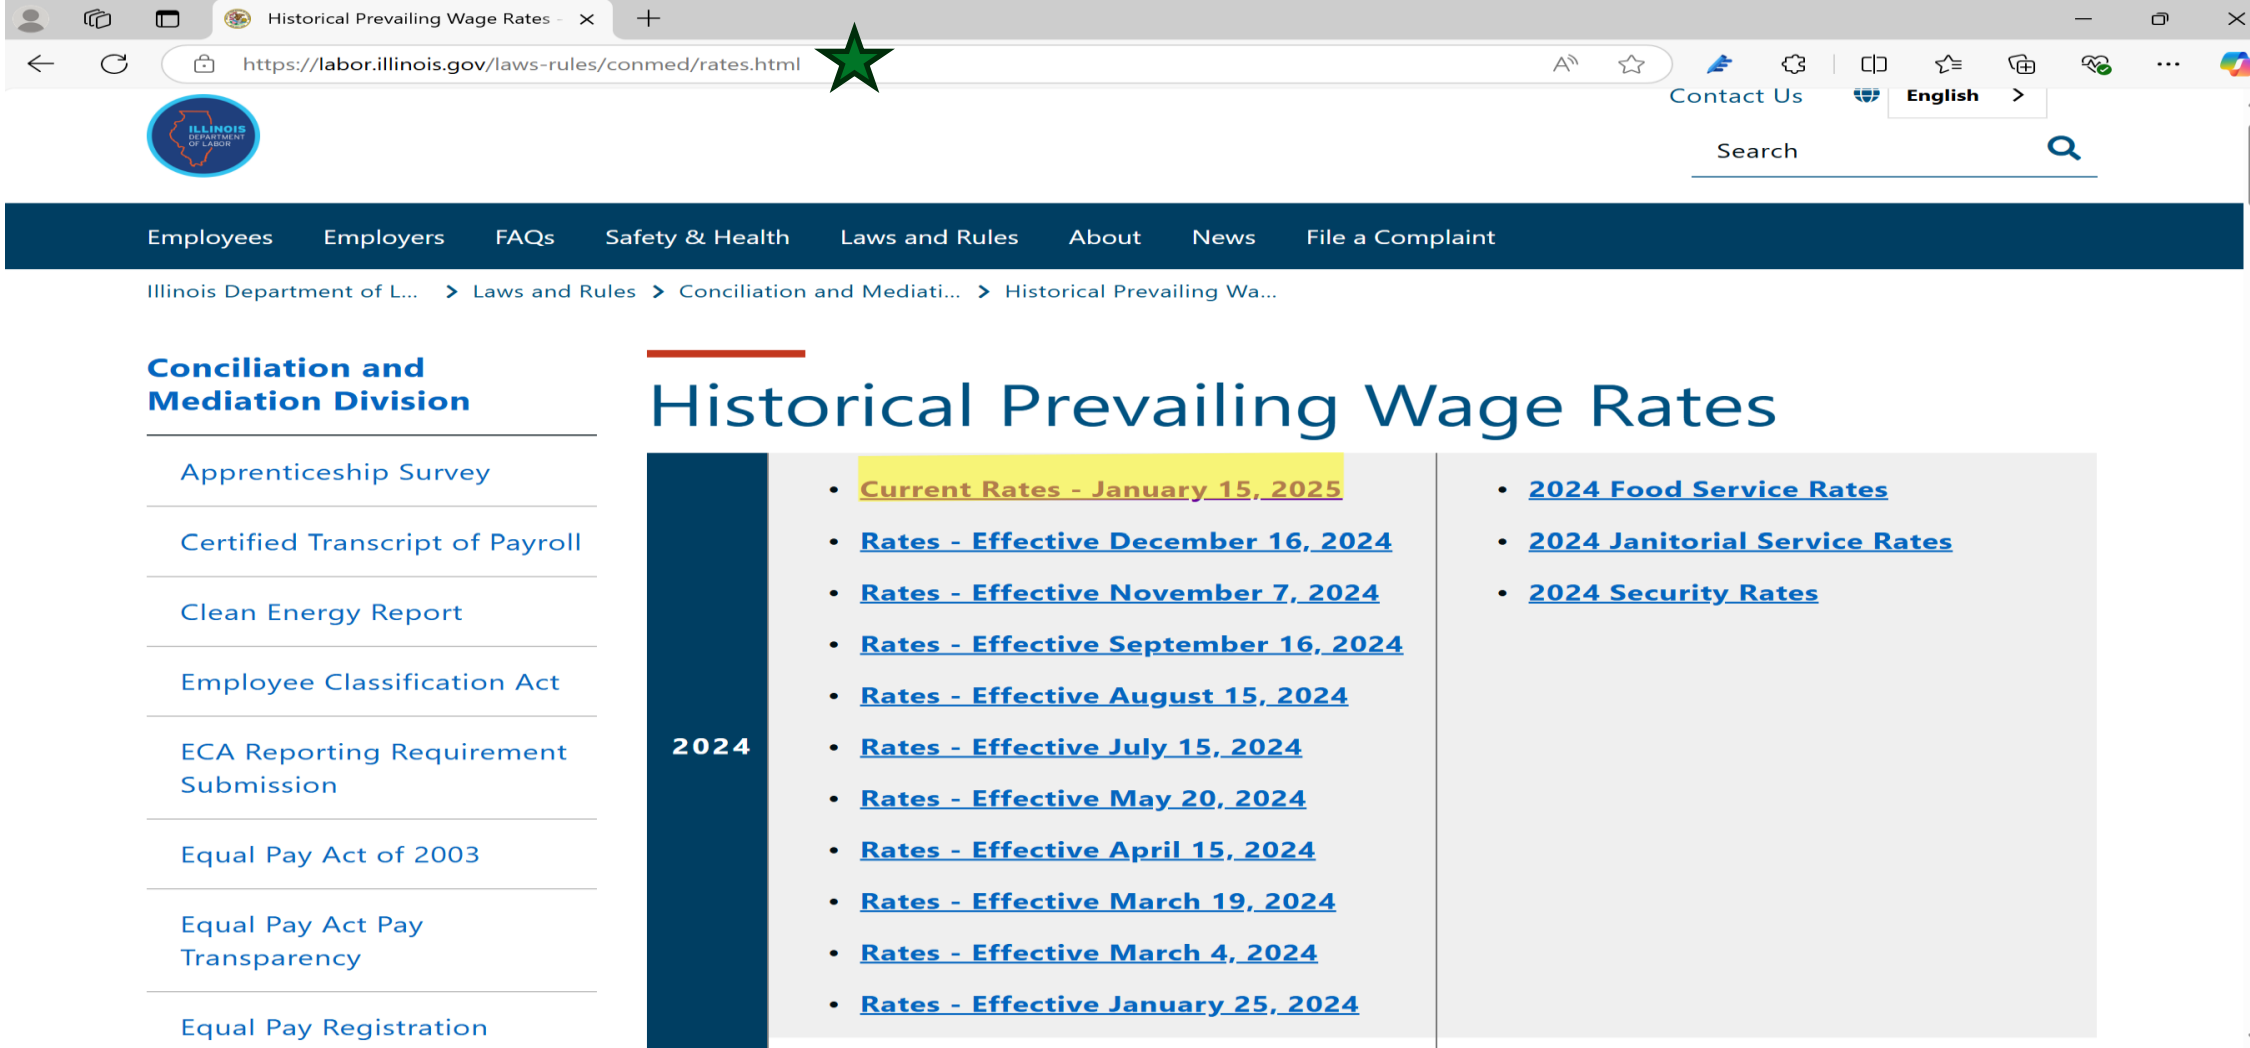 Historical Prevailing Wage Rates -
https://labor.illinois.gov/laws-rules/conmed/rates.html
Contact Us
English
ILLINOIS
DEPARTMENT
OF LABOR
Search
Employees Employers FAQs Safety & Health Laws and Rules About News File a Complaint
Illinois Department of L... > Laws and Rules > Conciliation and Mediati... > Historical Prevailing Wa...
Conciliation and
Mediation Division
Apprenticeship Survey
Certified Transcript of Payroll
Clean Energy Report
Employee Classification Act
ECA Reporting Requirement
Submission
Equal Pay Act of 2003
Equal Pay Act Pay
Transparency
Equal Pay Registration
Historical Prevailing Wage Rates
2024
• Current Rates - January 15, 2025
• Rates - Effective December 16, 2024
• Rates - Effective November 7, 2024
• Rates - Effective September 16, 2024
• Rates - Effective August 15, 2024
• Rates - Effective July 15, 2024
• Rates - Effective May 20, 2024
• Rates - Effective April 15, 2024
• Rates - Effective March 19, 2024
• Rates - Effective March 4, 2024
• Rates - Effective January 25, 2024
• 2024 Food Service Rates
• 2024 Janitorial Service Rates
• 2024 Security Rates